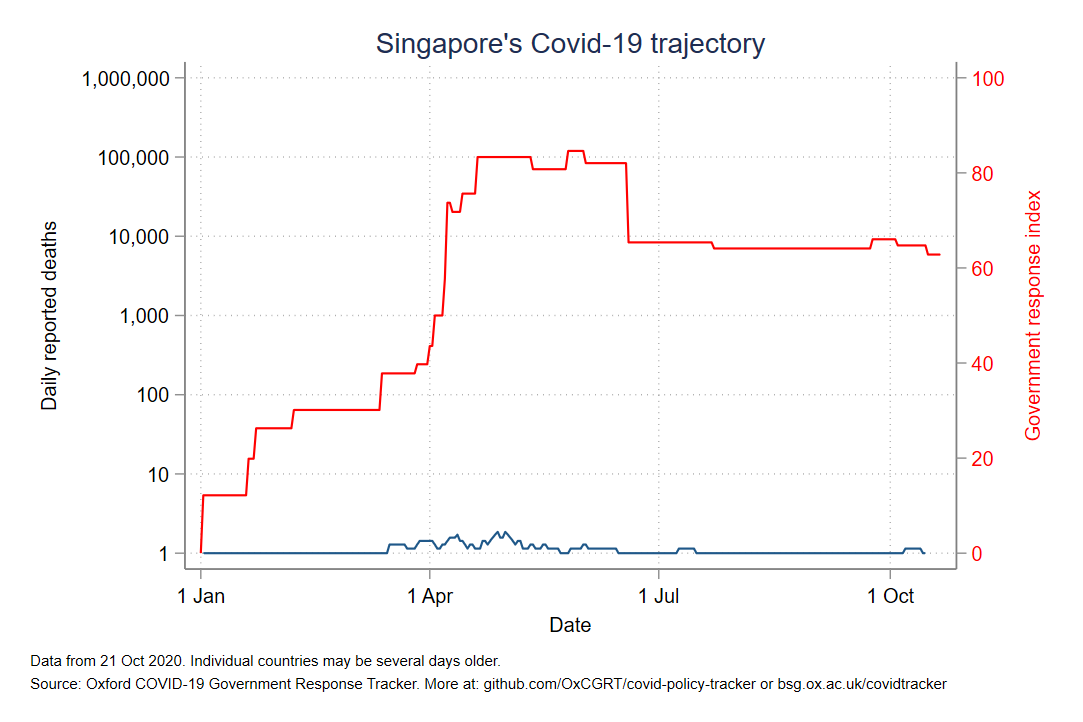 Singapore's Covid-19 trajectory
1,000,000
100,000
10,000
1,000
100
10
1
Daily reported deaths
100
80
60
40
20
0
Government response index
1 Jan
1 Apr
1 Jul
1 Oct
Date
Data from 21 Oct 2020. Individual countries may be several days older.
Source: Oxford COVID-19 Government Response Tracker. More at: github.com/OxCGRT/covid-policy-tracker or bsg.ox.ac.uk/covidtracker